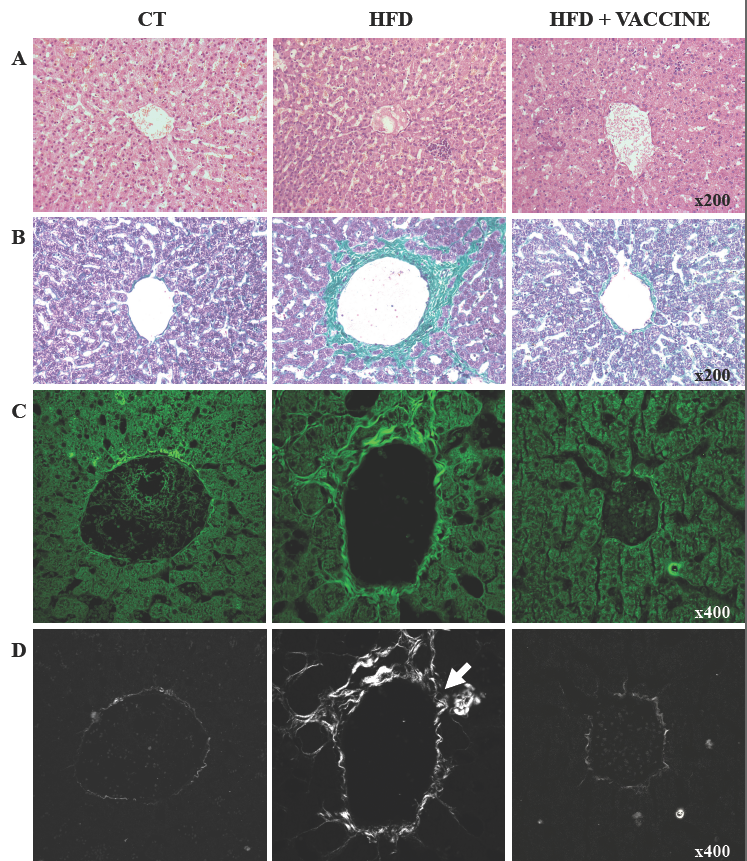 CT HFD HFD + VACCINE
A
x200
B
x200
C
x400
D
x400